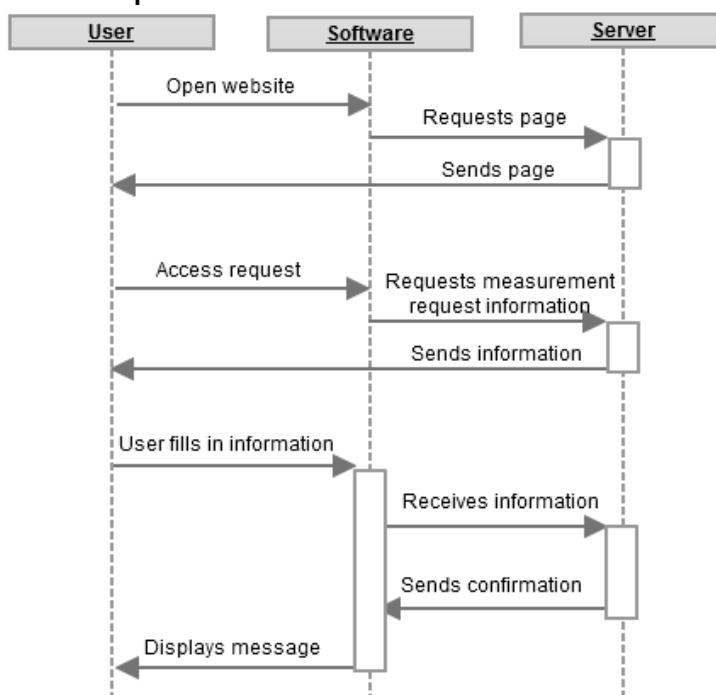 User
Software
Server
Open website
Requests page
Sends page
Access request
Requests measurement
request information
Sends information
User fills in information
Receives information
Sends confirmation
Displays message